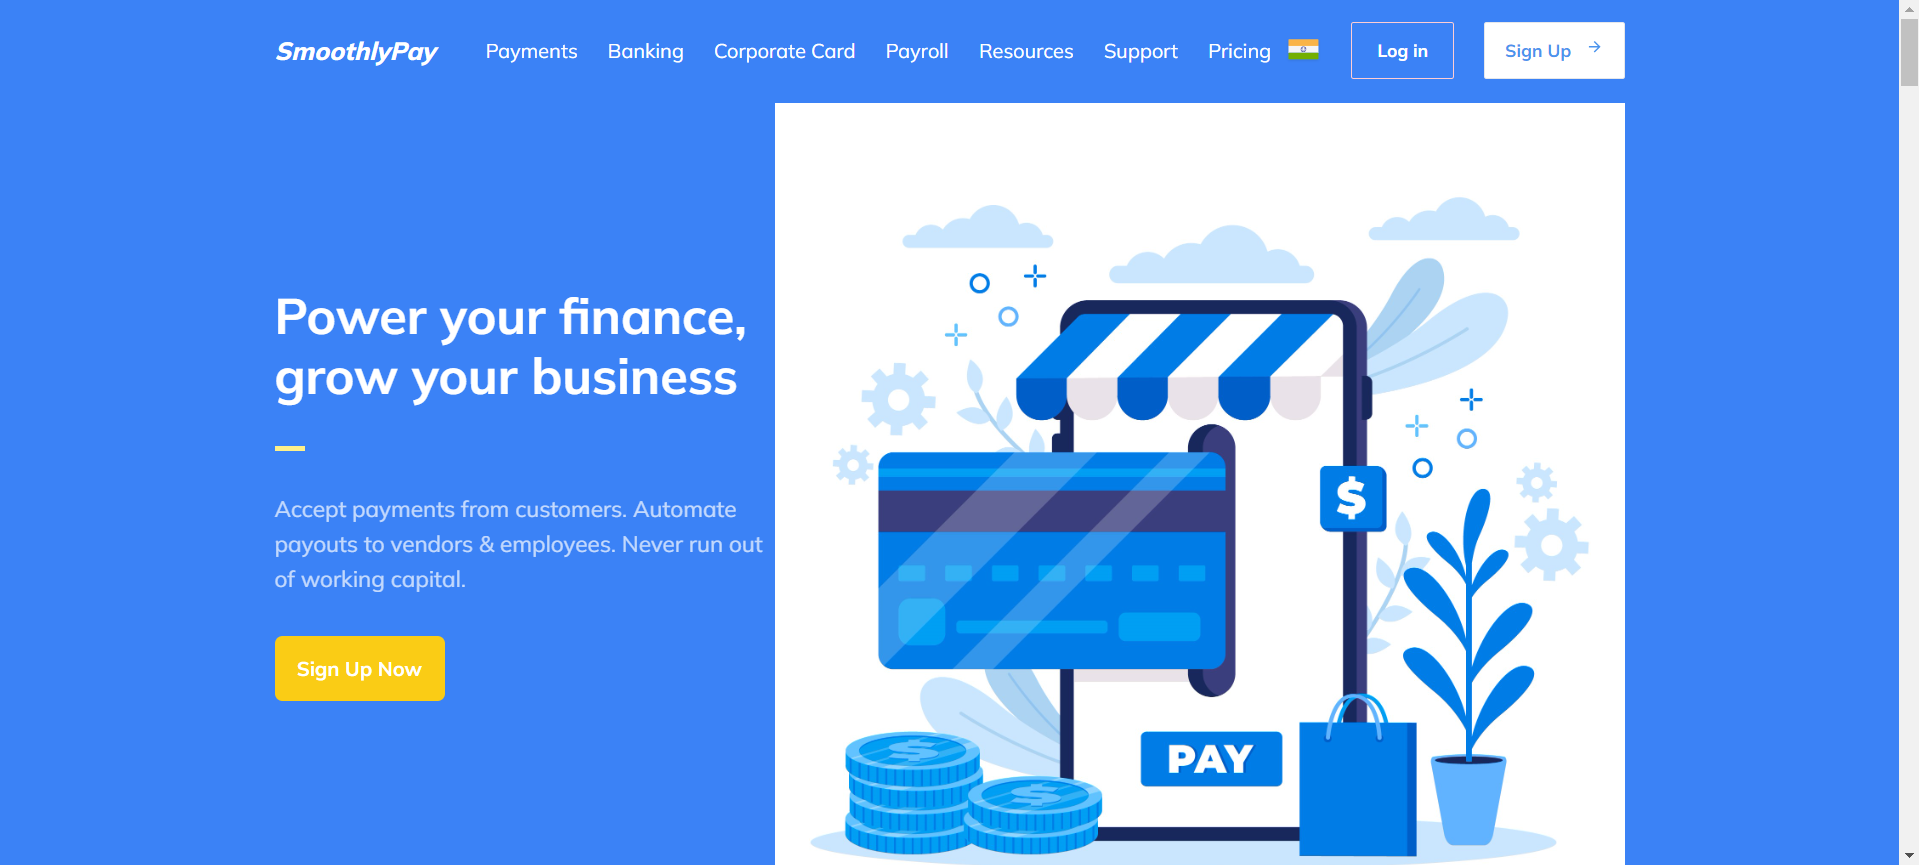 SmoothlyPay Payments Banking Corporate Card Payroll Resources Support Pricing Log in Sign Up
Power your finance,
grow your business
Accept payments from customers. Automate
payouts to vendors & employees. Never run out
of working capital.
Sign Up Now
$
PAY
$
$